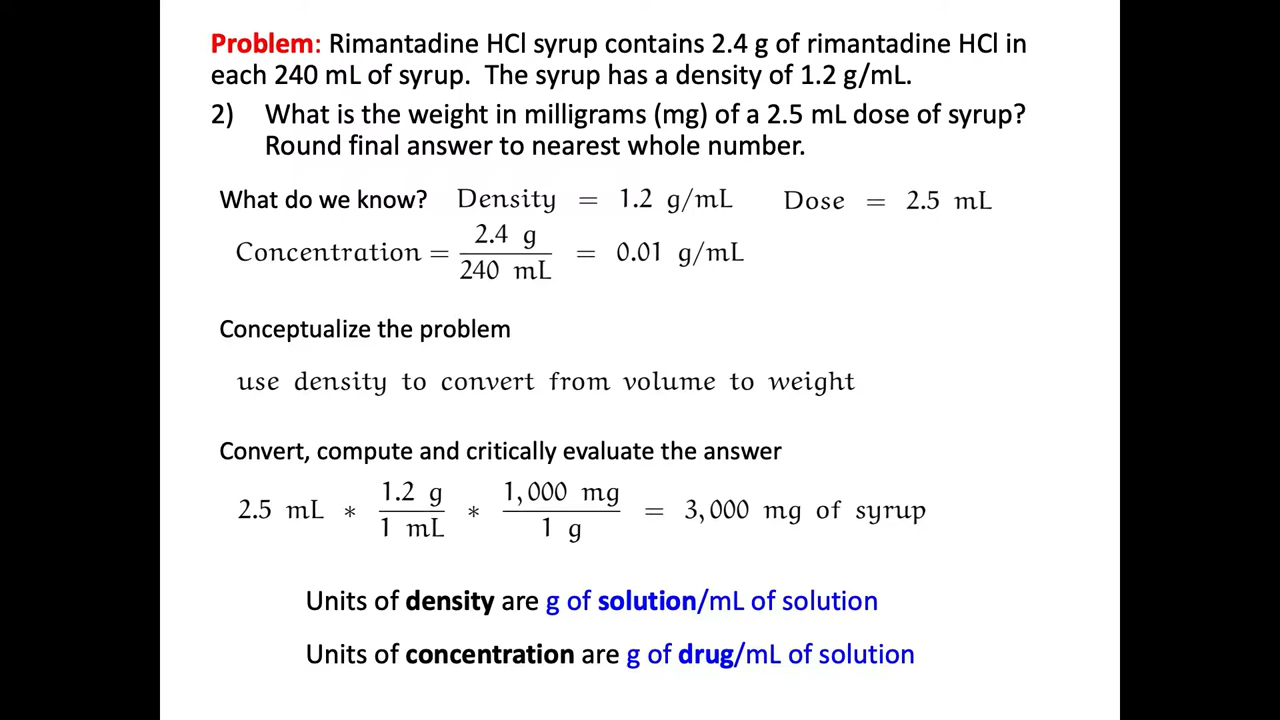 Problem: Rimantadine HCl syrup contains 2.4 g of rimantadine HCl in
each 240 mL of syrup. The syrup has a density of 1.2 g/mL.
2) What is the weight in milligrams (mg) of a 2.5 mL dose of syrup?
Round final answer to nearest whole number.
What do we know? Density = 1.2 g/mL Dose = 2.5 mL
Concentration = 2.4 g / 240 mL = 0.01 g/mL
Conceptualize the problem
use density to convert from volume to weight
Convert, compute and critically evaluate the answer
2.5 mL * 1.2 g / 1 mL * 1,000 mg / 1 g = 3,000 mg of syrup
Units of density are g of solution/mL of solution
Units of concentration are g of drug/mL of solution